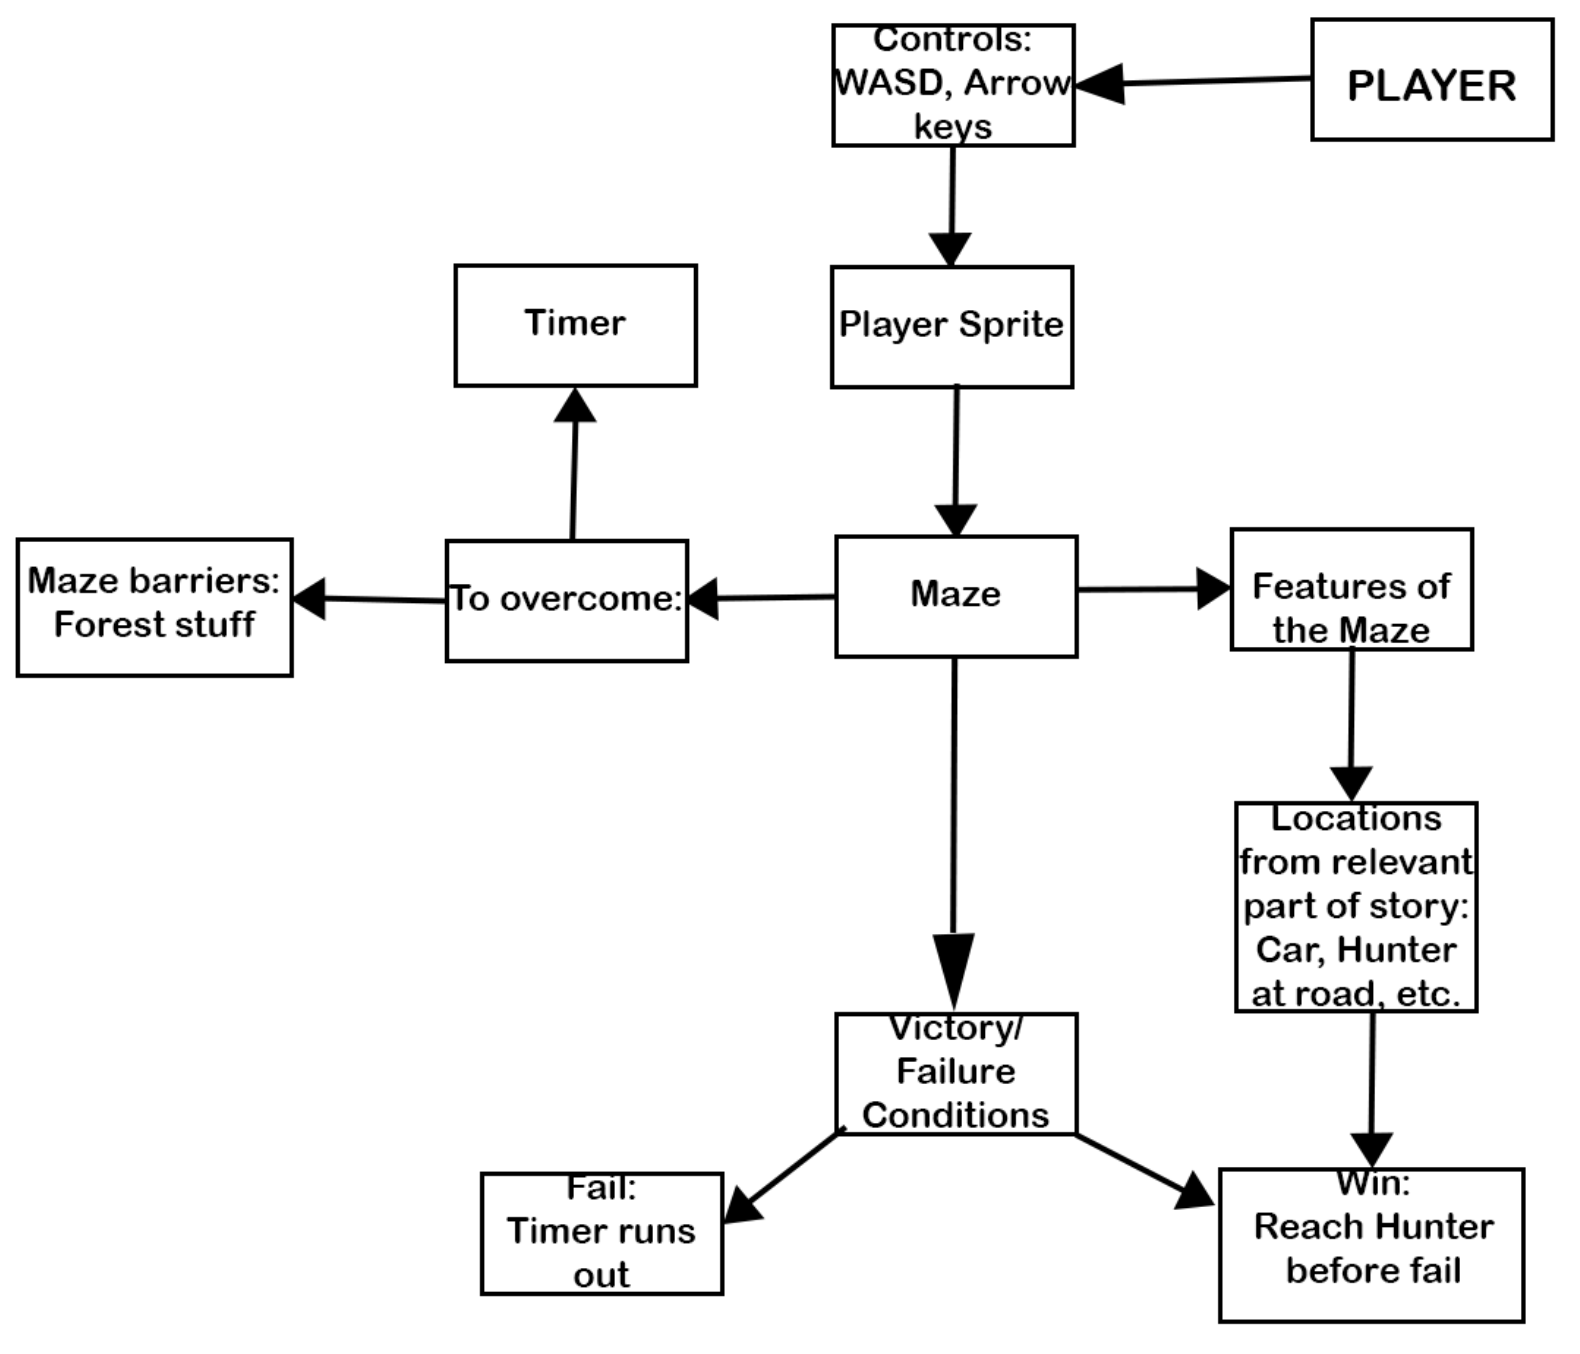 Controls:
WASD, Arrow
keys
PLAYER
Timer
Player Sprite
Maze barriers:
Forest stuff
To overcome:
Maze
Features of
the Maze
Locations
from relevant
part of story:
Car, Hunter
at road, etc.
Victory/
Failure
Conditions
Fail:
Timer runs
out
Win:
Reach Hunter
before fail